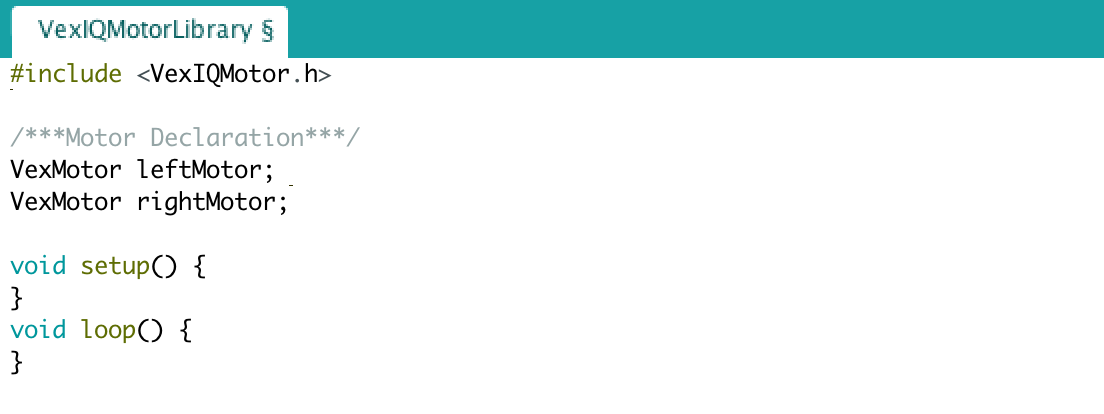 VexIQMotorLibrary §
#include <VexIQMotor.h>
/***Motor Declaration***/
VexMotor leftMotor;
VexMotor rightMotor;
void setup() {
}
void loop() {
}